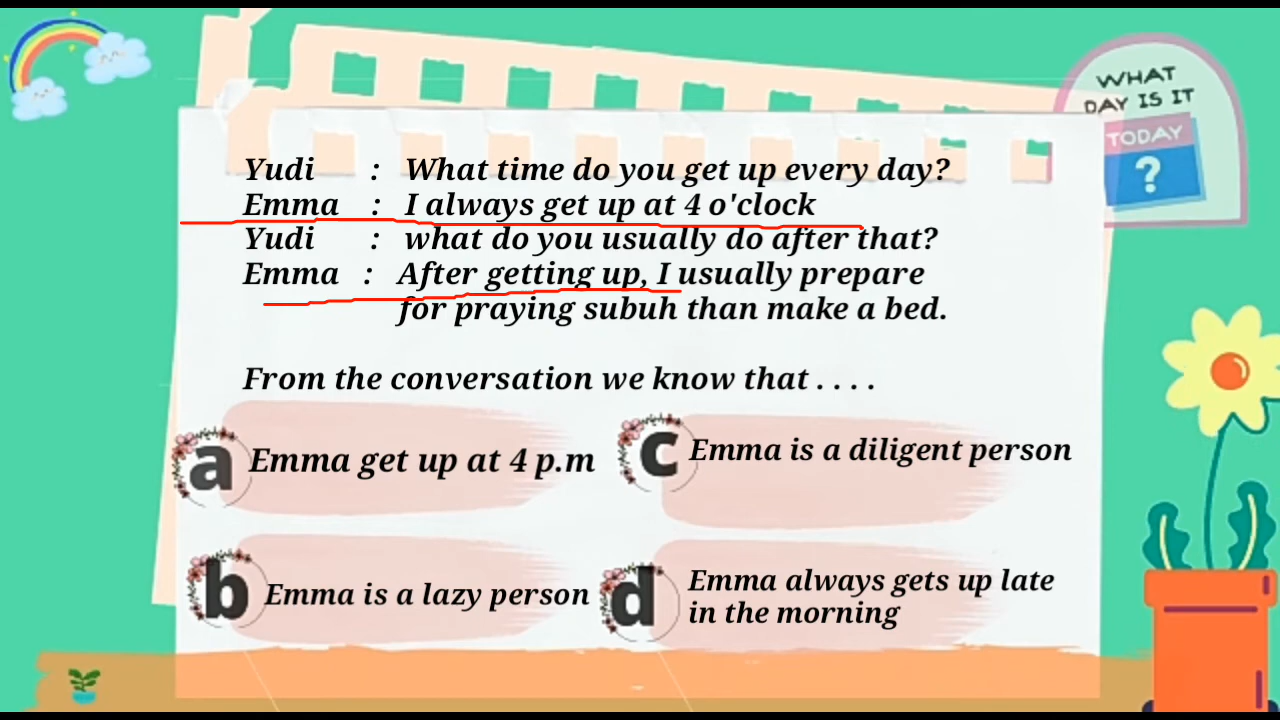 WHAT
DAY IS IT
TODAY
?
Yudi : What time do you get up every day?
Emma : I always get up at 4 o'clock
Yudi : what do you usually do after that?
Emma : After getting up, I usually prepare
for praying subuh than make a bed.
From the conversation we know that . . . .
a Emma get up at 4 p.m
b Emma is a lazy person
c Emma is a diligent person
d Emma always gets up late
in the morning